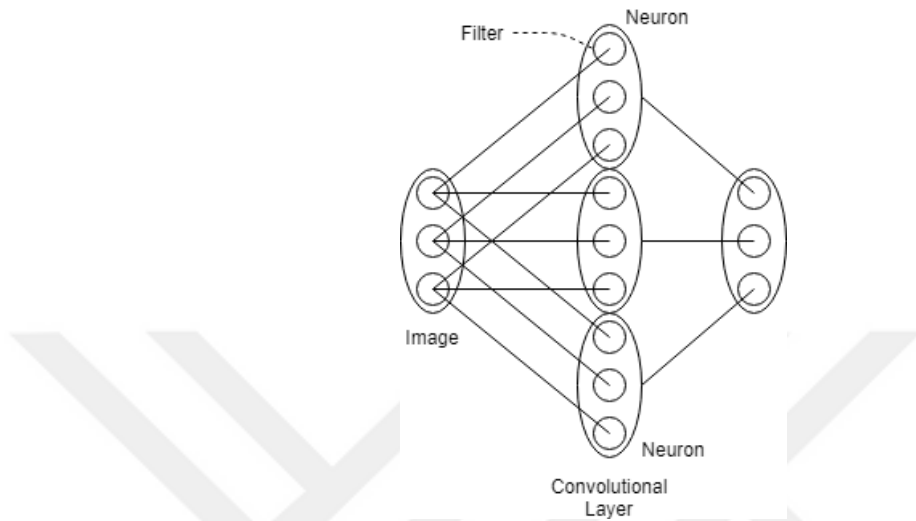 Neuron
Filter
Image
Neuron
Convolutional
Layer